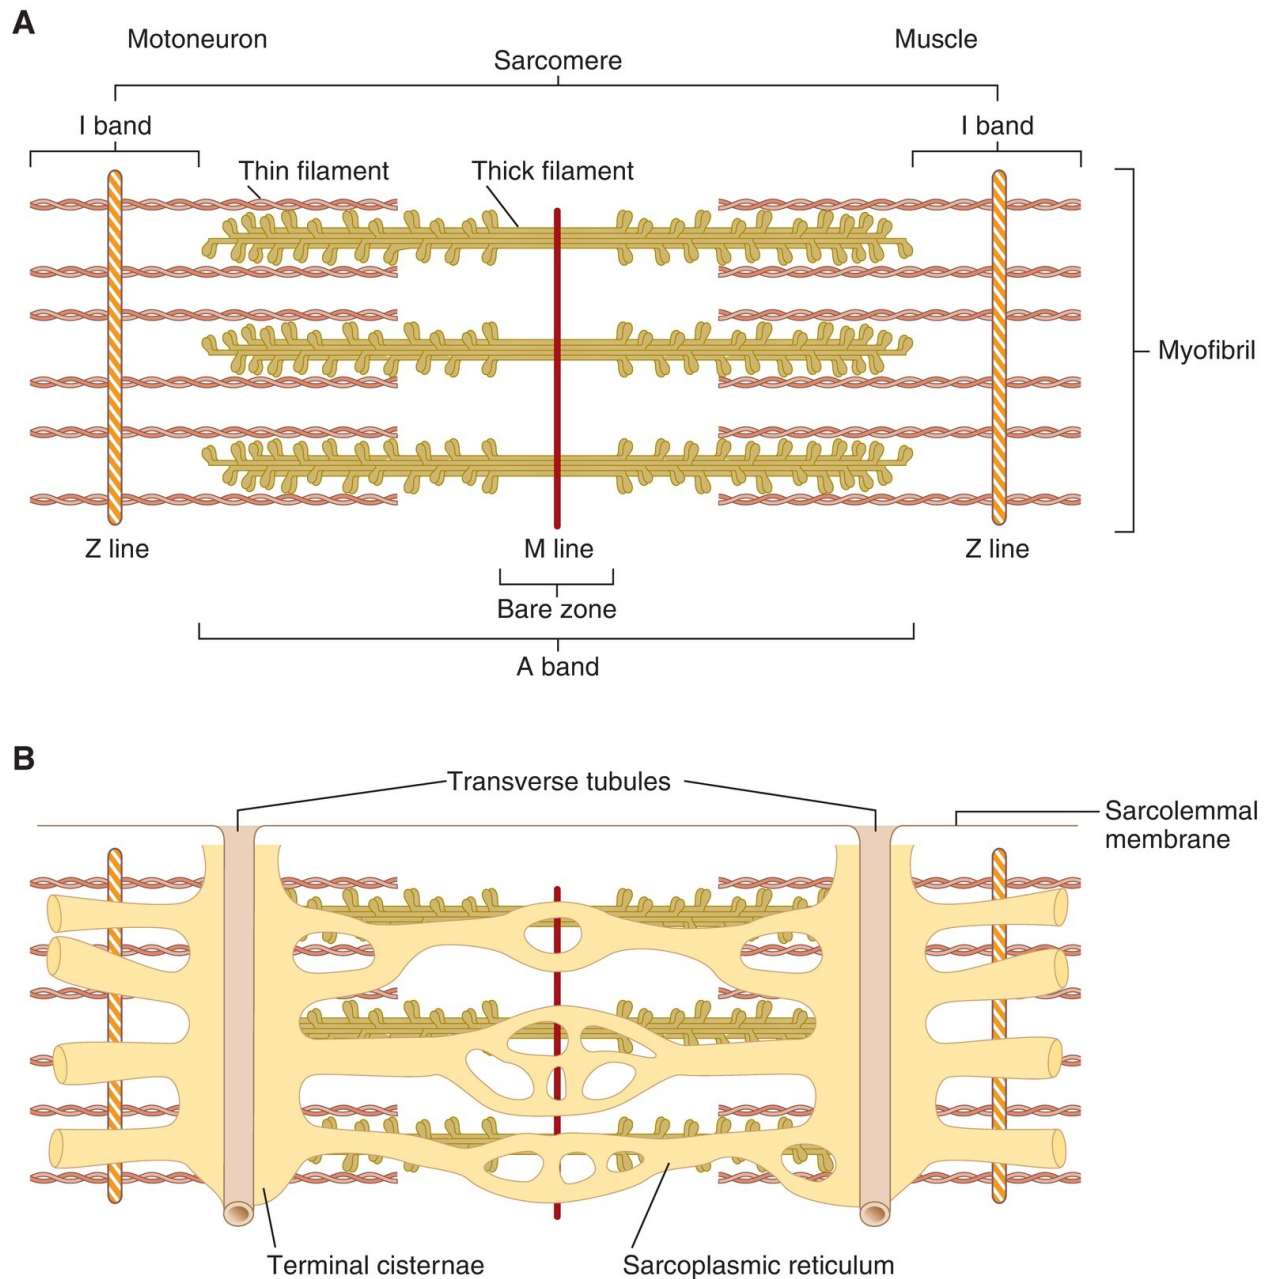 A
Motoneuron
Muscle
Sarcomere
I band
I band
Thin filament
Thick filament
Myofibril
Z line
M line
Z line
Bare zone
A band
B
Transverse tubules
Sarcolemmal
membrane
Terminal cisternae
Sarcoplasmic reticulum